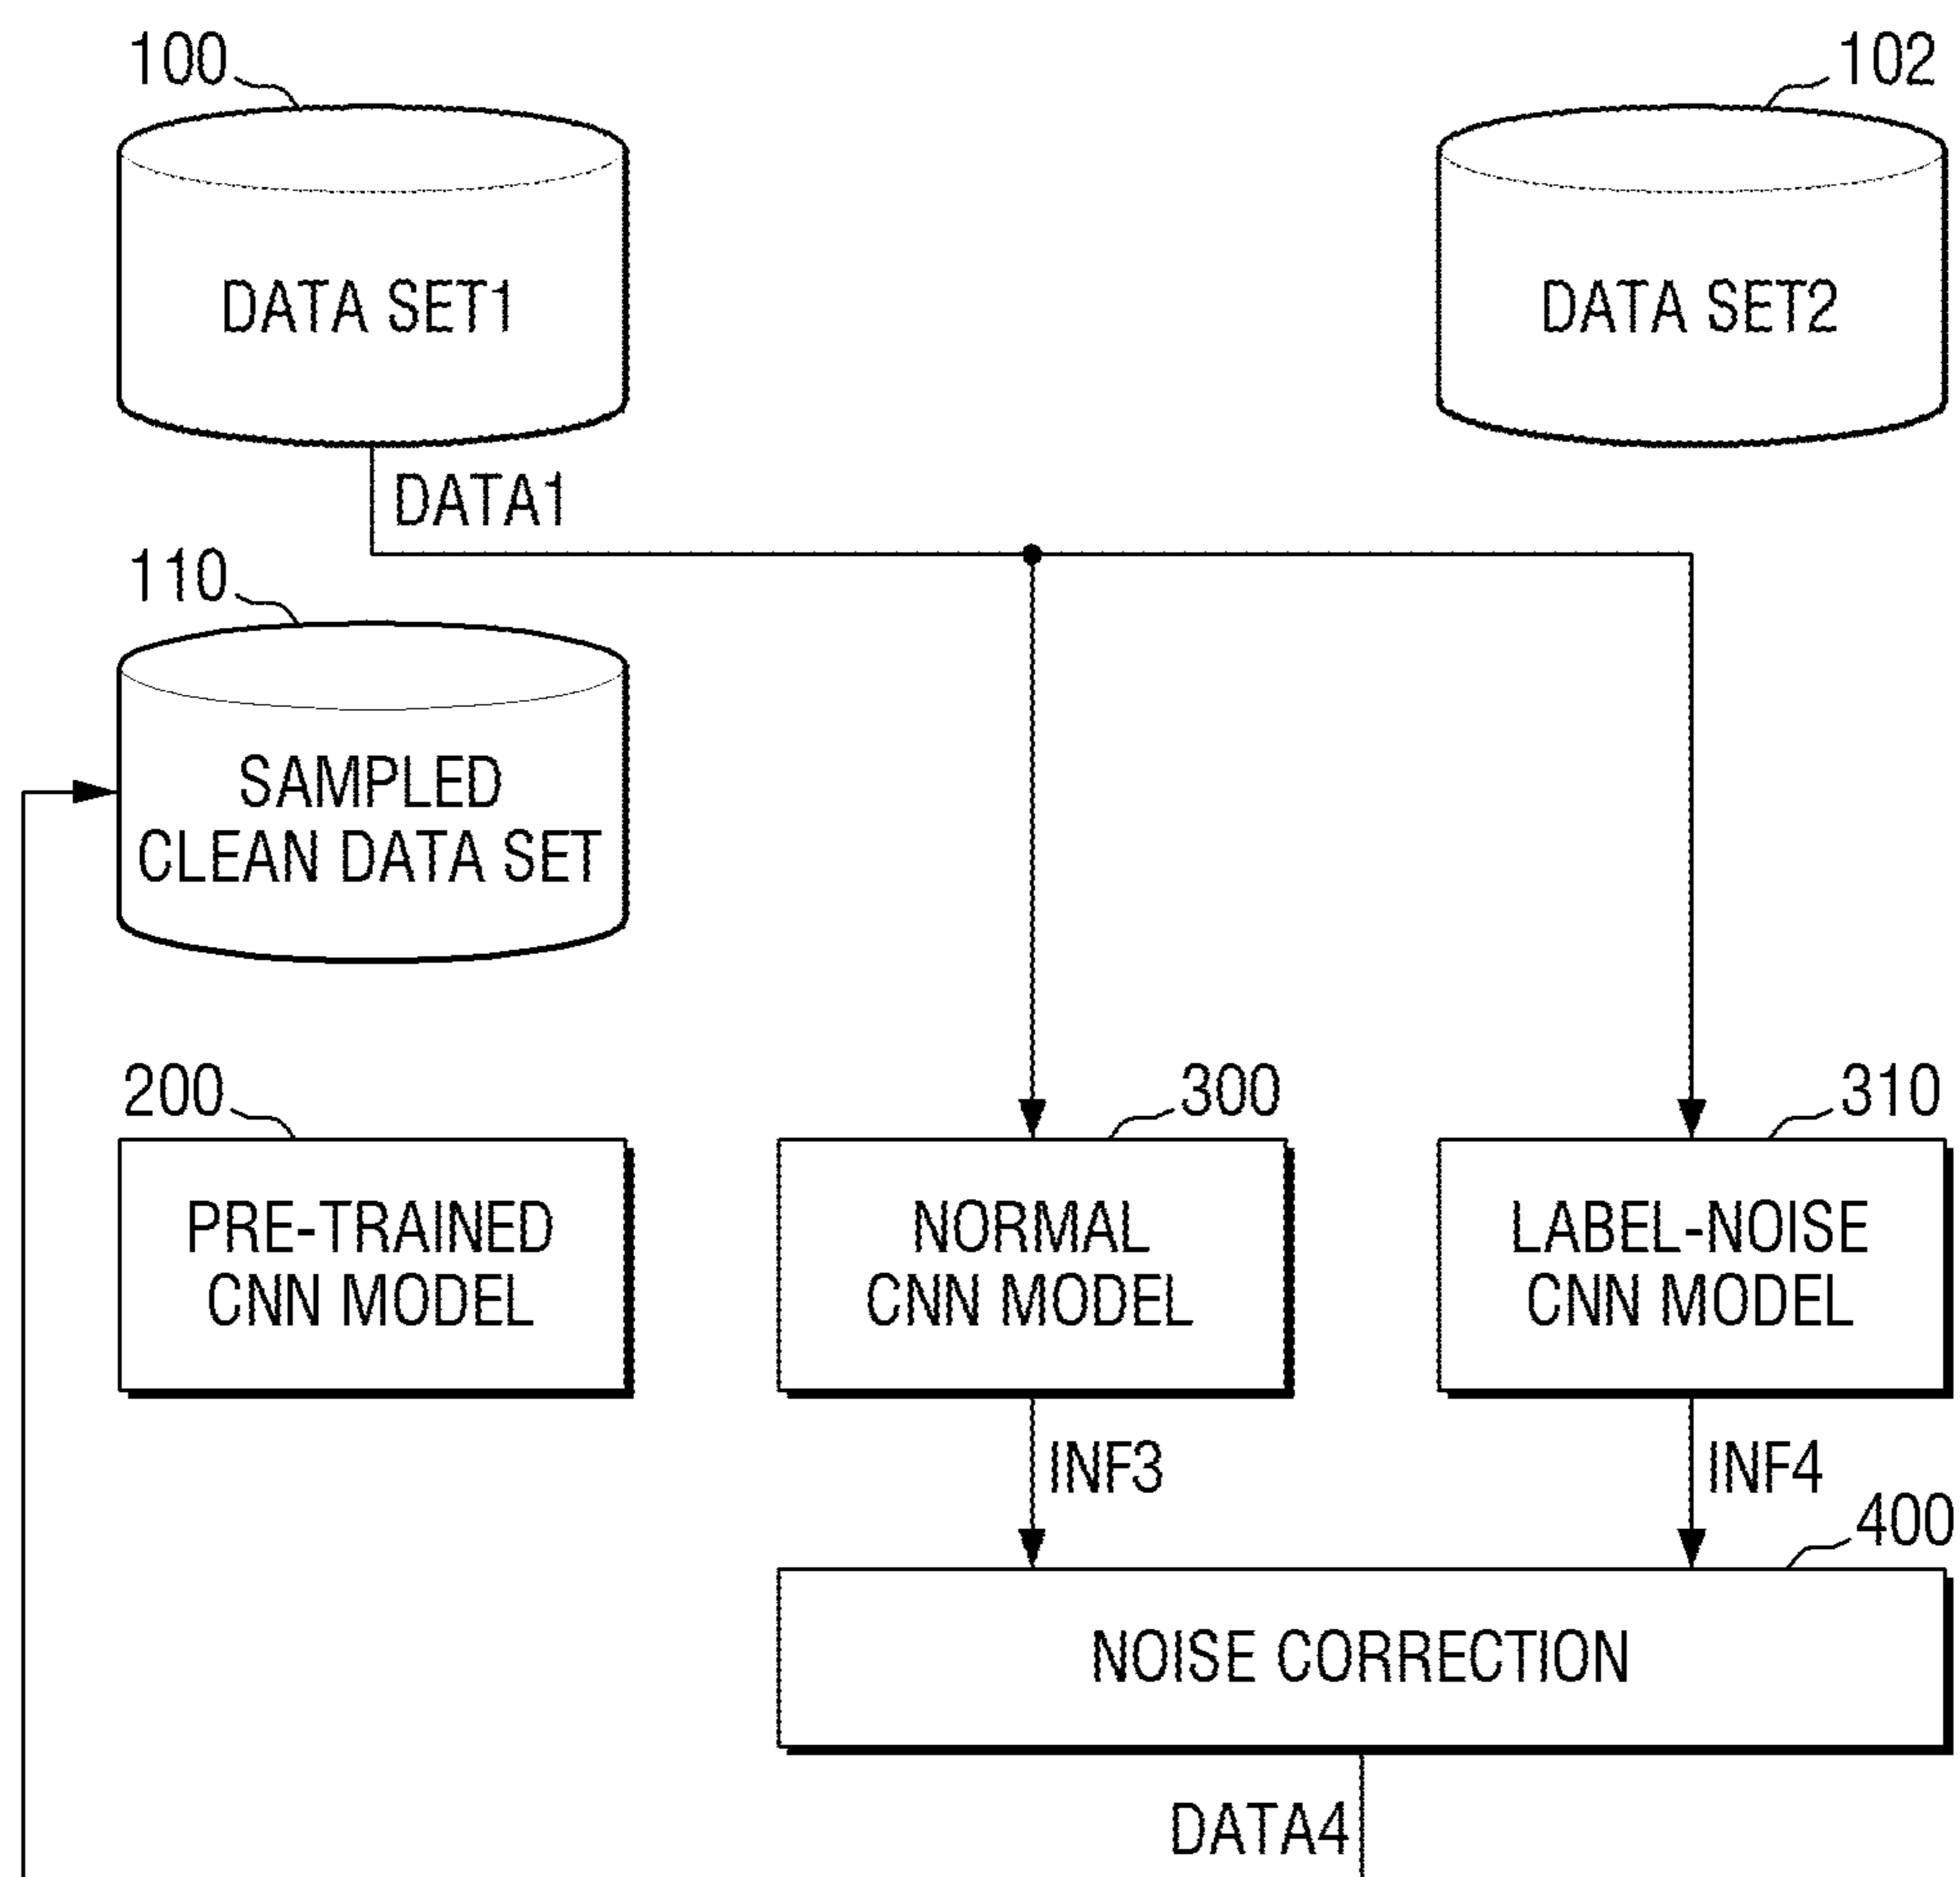 100
102
DATA SET1
DATA SET2
DATA1
110
SAMPLED
CLEAN DATA SET
200
300
310
PRE-TRAINED
CNN MODEL
NORMAL
CNN MODEL
LABEL-NOISE
CNN MODEL
INF3
INF4
400
NOISE CORRECTION
DATA4